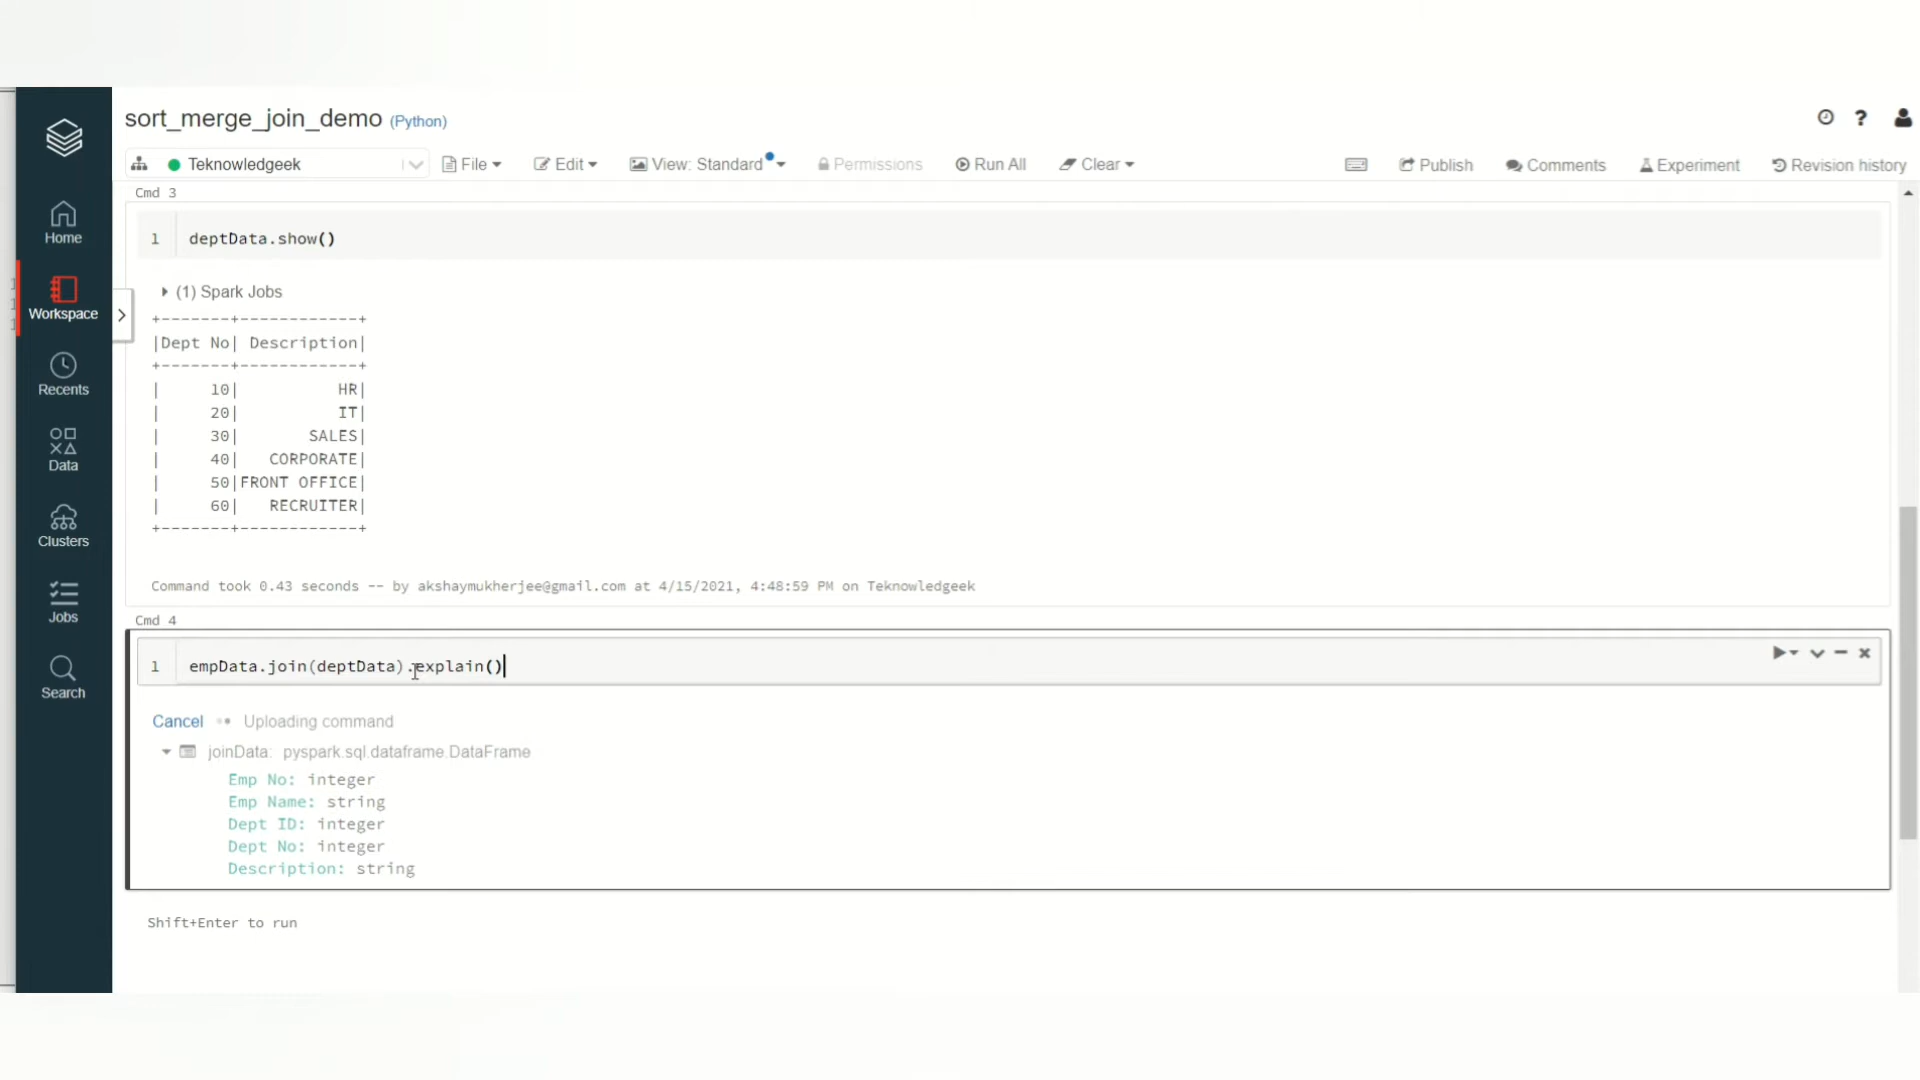 sort_merge_join_demo (Python)
Teknowledgeek File Edit View: Standard Permissions Run All Clear Publish Comments Experiment Revision history
Home
Workspace
Recents
Data
Clusters
Jobs
Search
Cmd 3
1 deptData.show()
(1) Spark Jobs
+-------+------------+
|Dept No| Description|
+-------+------------+
|     10|          HR|
|     20|          IT|
|     30|       SALES|
|     40|   CORPORATE|
|     50|FRONT OFFICE|
|     60|   RECRUITER|
+-------+------------+
Command took 0.43 seconds -- by akshaymukherjee@gmail.com at 4/15/2021, 4:48:59 PM on Teknowledgeek
Cmd 4
1 empData.join(deptData).explain()
Cancel Uploading command
joinData: pyspark.sql.dataframe.DataFrame
Emp No: integer
Emp Name: string
Dept ID: integer
Dept No: integer
Description: string
Shift+Enter to run